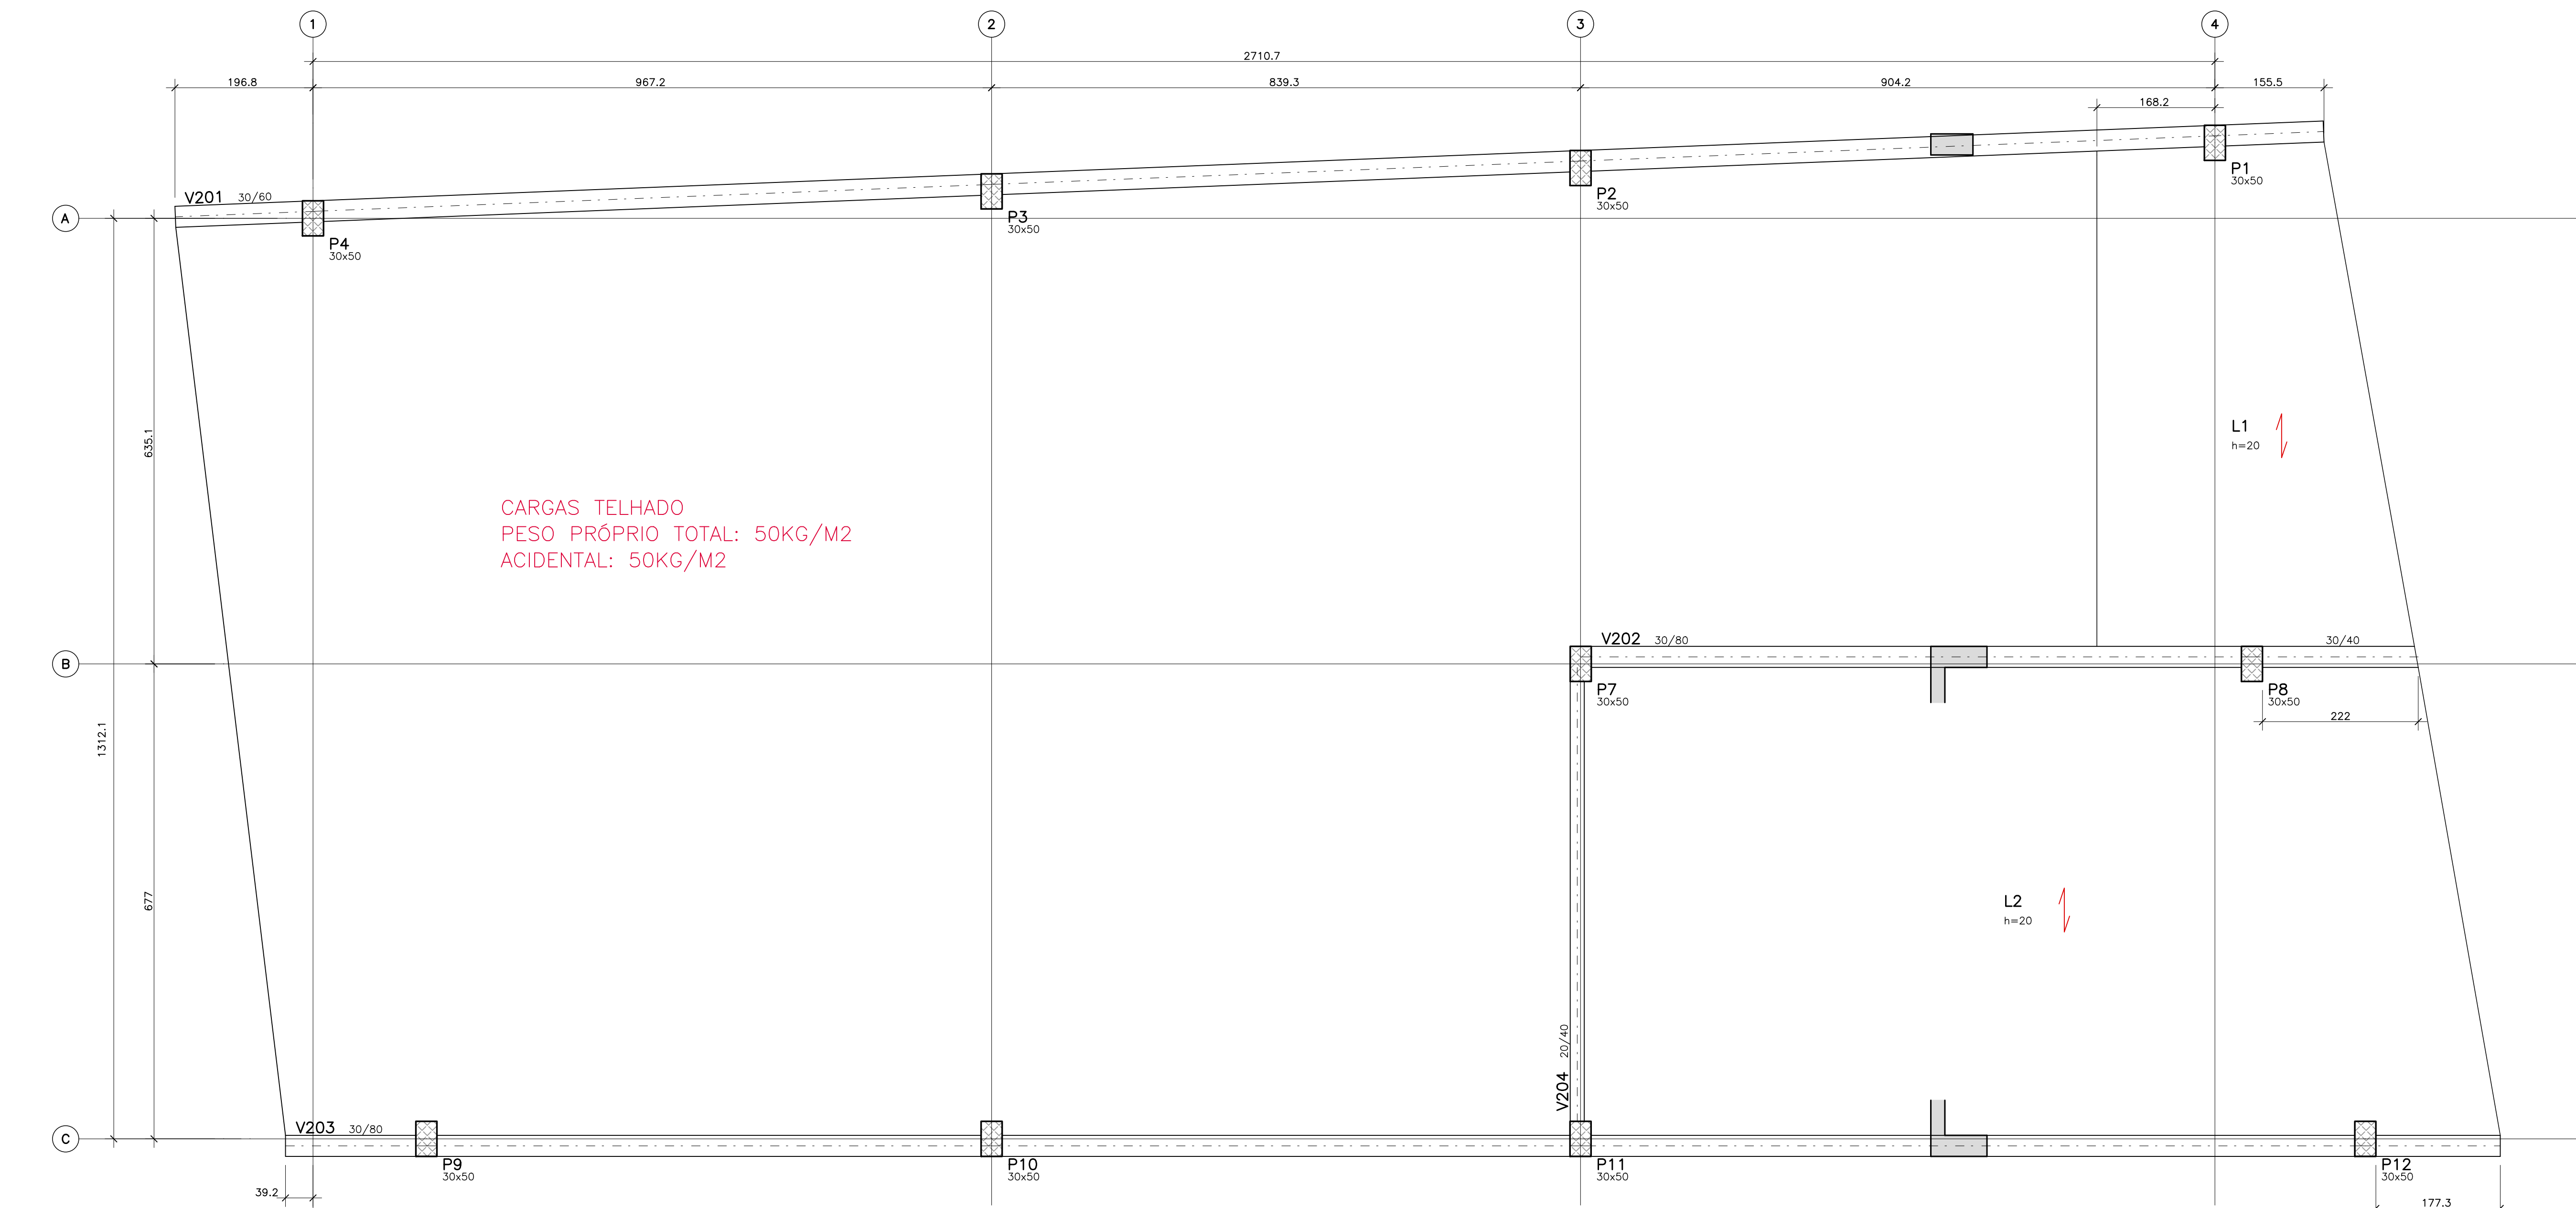 1
2
3
4
2710.7
196.8
967.2
839.3
904.2
155.5
168.2
V201 30/60
A
P4
30x50
P3
30x50
P2
30x50
P1
30x50
L1
h=20
635.1
CARGAS TELHADO
PESO PRÓPRIO TOTAL: 50KG/M2
ACIDENTAL: 50KG/M2
V202 30/80
30/40
B
P7
30x50
P8
30x50
222
1312.1
677
L2
h=20
V204 20/40
C
V203 30/80
P9
30x50
P10
30x50
P11
30x50
P12
30x50
39.2
177.3